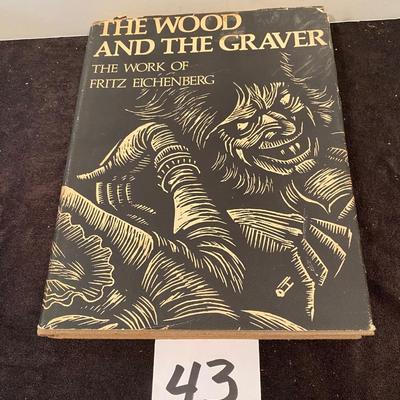 THE WOOD
AND THE GRAVER
THE WORK OF
FRITZ EICHENBERG
43